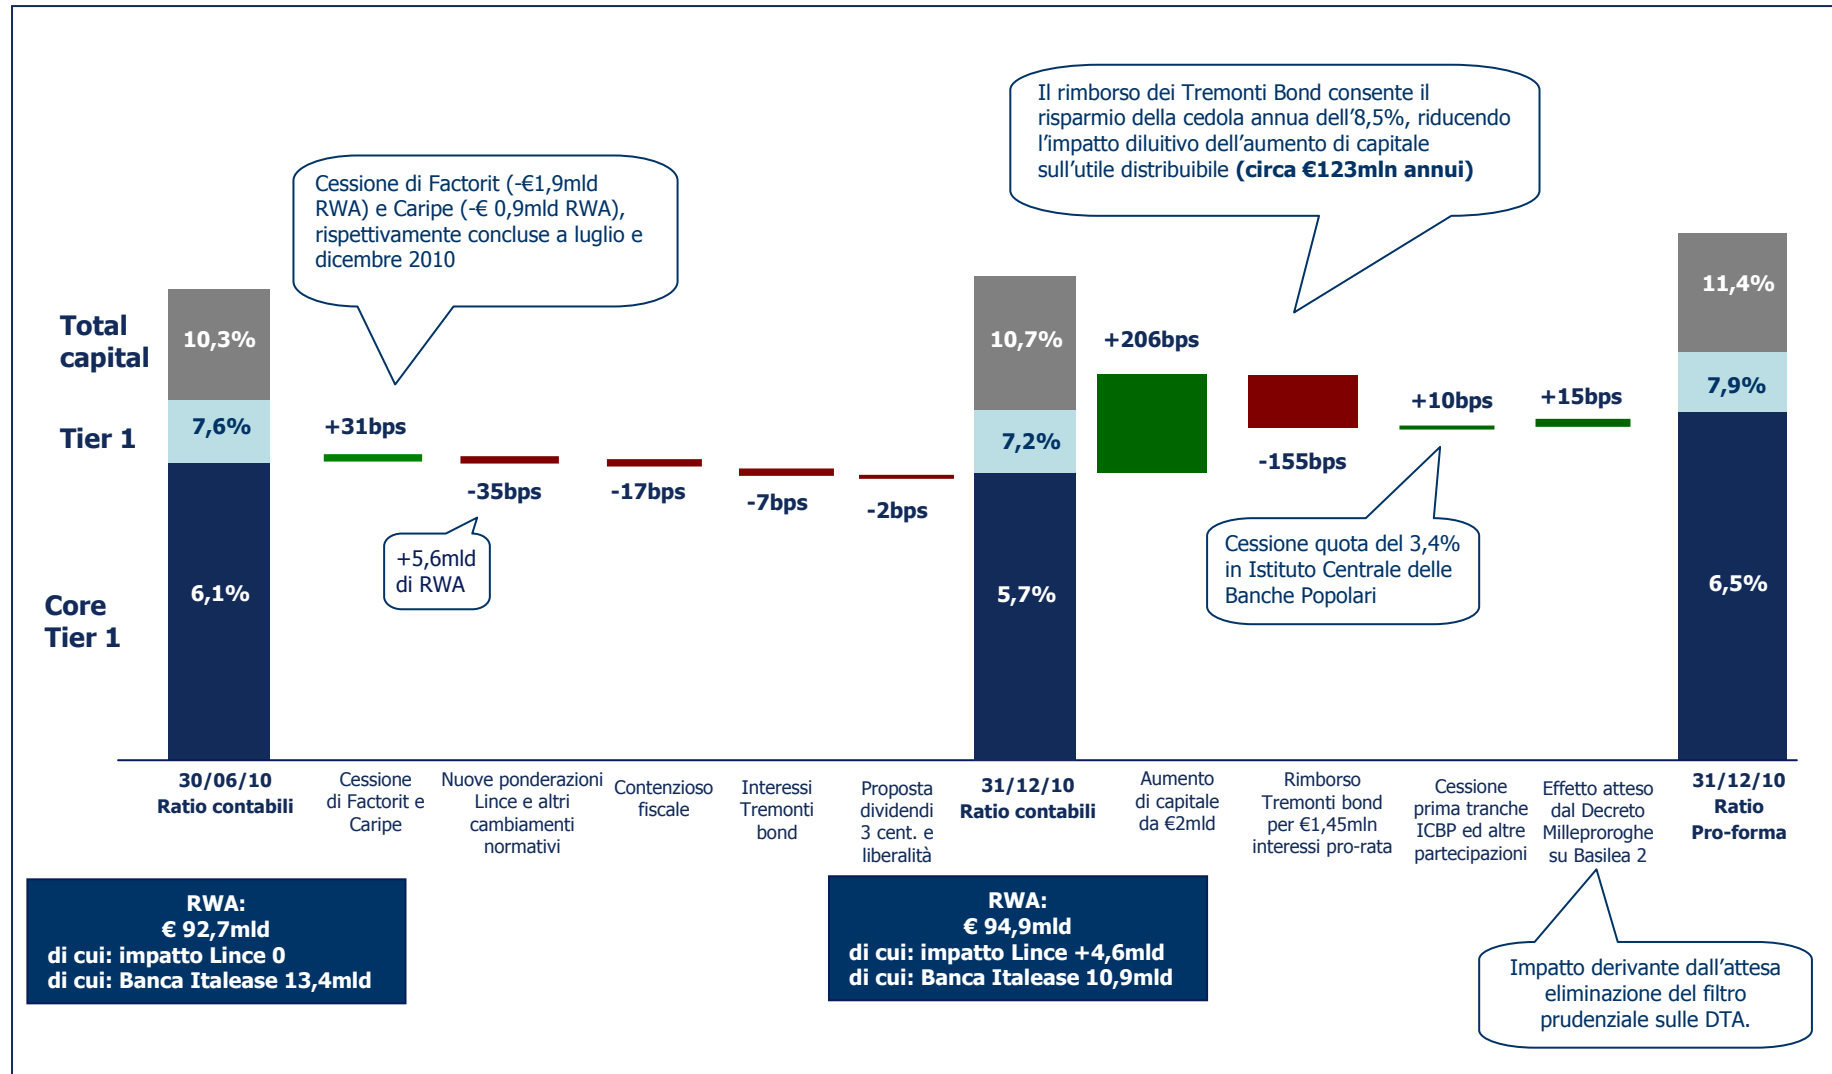 Il rimborso dei Tremonti Bond consente il
risparmio della cedola annua dell’8,5%, riducendo
l’impatto diluitivo dell’aumento di capitale
sull’utile distribuibile (circa €123mln annui)
Cessione di Factorit (-€1,9mld
RWA) e Caripe (-€ 0,9mld RWA),
rispettivamente concluse a luglio e
dicembre 2010
Total
capital
Tier 1
Core
Tier 1
10,3%
7,6%
6,1%
+31bps
-35bps
+5,6mld
di RWA
-17bps
-7bps
-2bps
10,7%
7,2%
5,7%
+206bps
-155bps
+10bps
+15bps
Cessione quota del 3,4%
in Istituto Centrale delle
Banche Popolari
11,4%
7,9%
6,5%
30/06/10
Ratio contabili
Cessione
di Factorit e
Caripe
Nuove ponderazioni
Lince e altri
cambiamenti
normativi
Contenzioso
fiscale
Interessi
Tremonti
bond
Proposta
dividendi
3 cent. e
liberalità
31/12/10
Ratio contabili
Aumento
di capitale
da €2mld
Rimborso
Tremonti bond
per €1,45mln
interessi pro-rata
Cessione
prima tranche
ICBP ed altre
partecipazioni
Effetto atteso
dal Decreto
Milleproroghe
su Basilea 2
31/12/10
Ratio
Pro-forma
RWA:
€ 92,7mld
di cui: impatto Lince 0
di cui: Banca Italease 13,4mld
RWA:
€ 94,9mld
di cui: impatto Lince +4,6mld
di cui: Banca Italease 10,9mld
Impatto derivante dall’attesa
eliminazione del filtro
prudenziale sulle DTA.